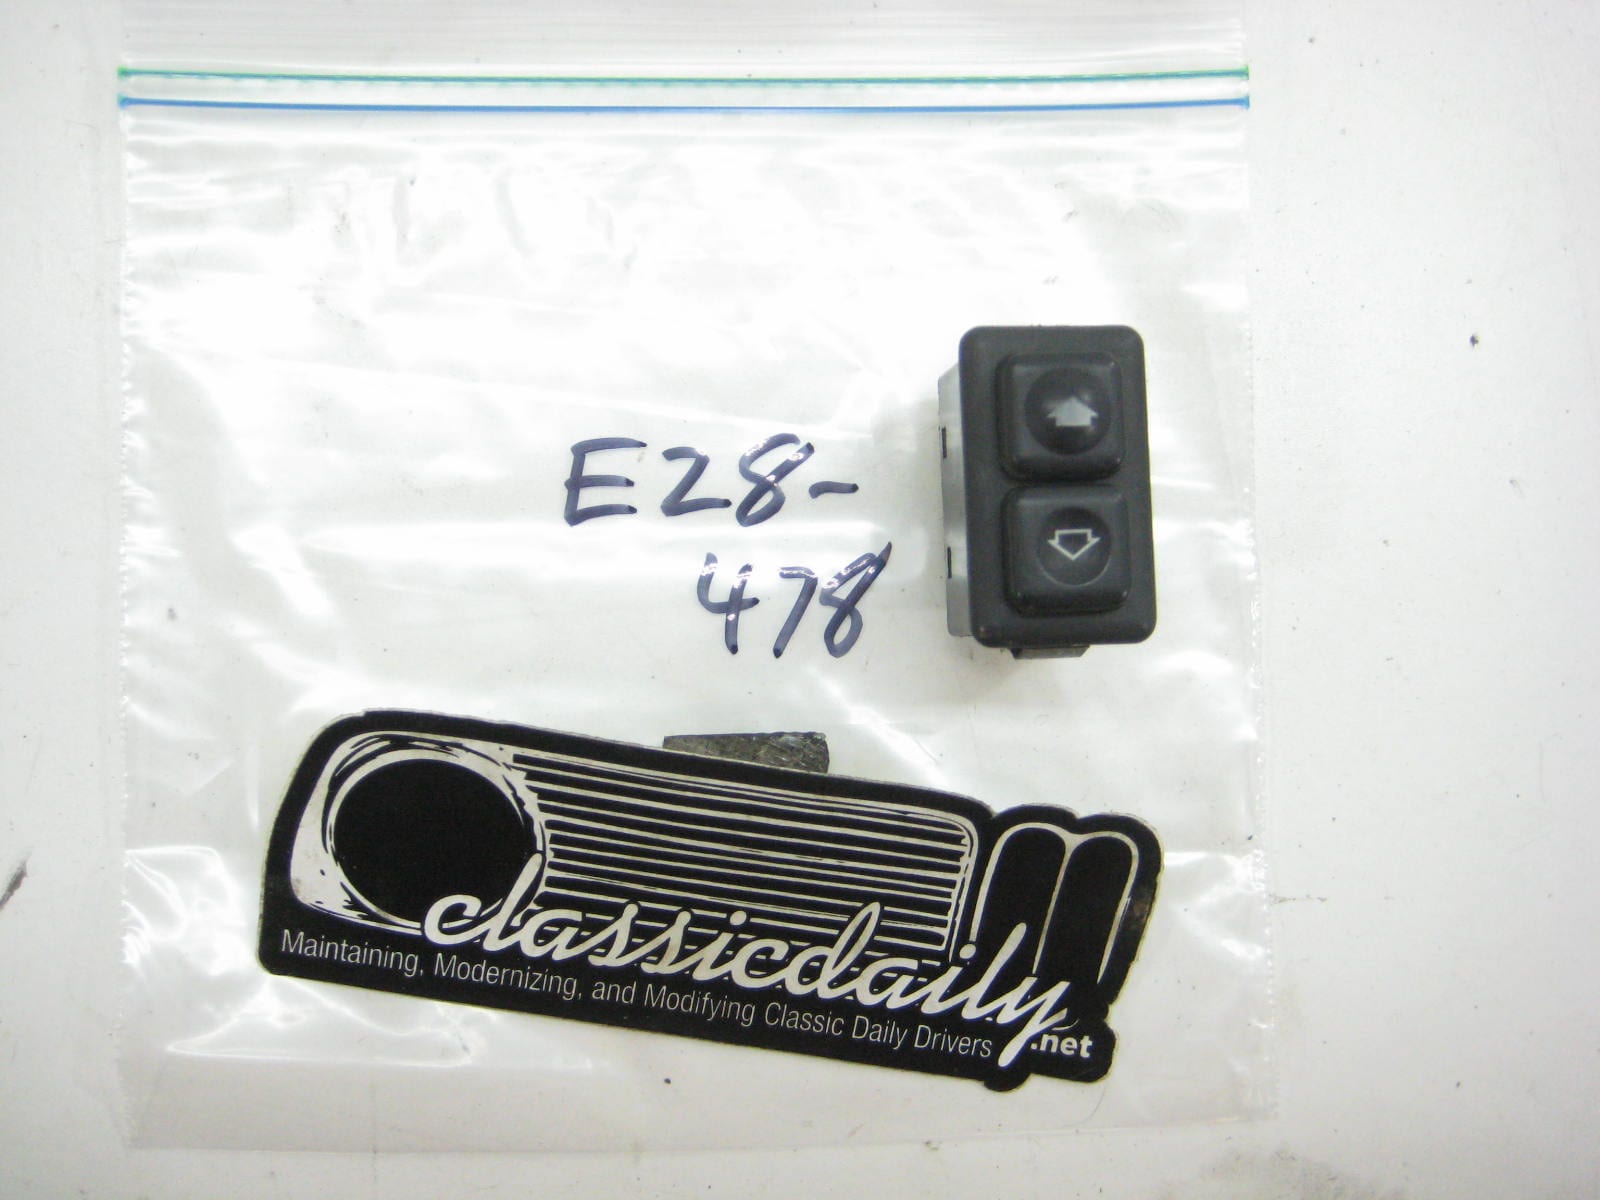 E28-
478
classicdaily
.net
Maintaining, Modernizing, and Modifying Classic Daily Drivers